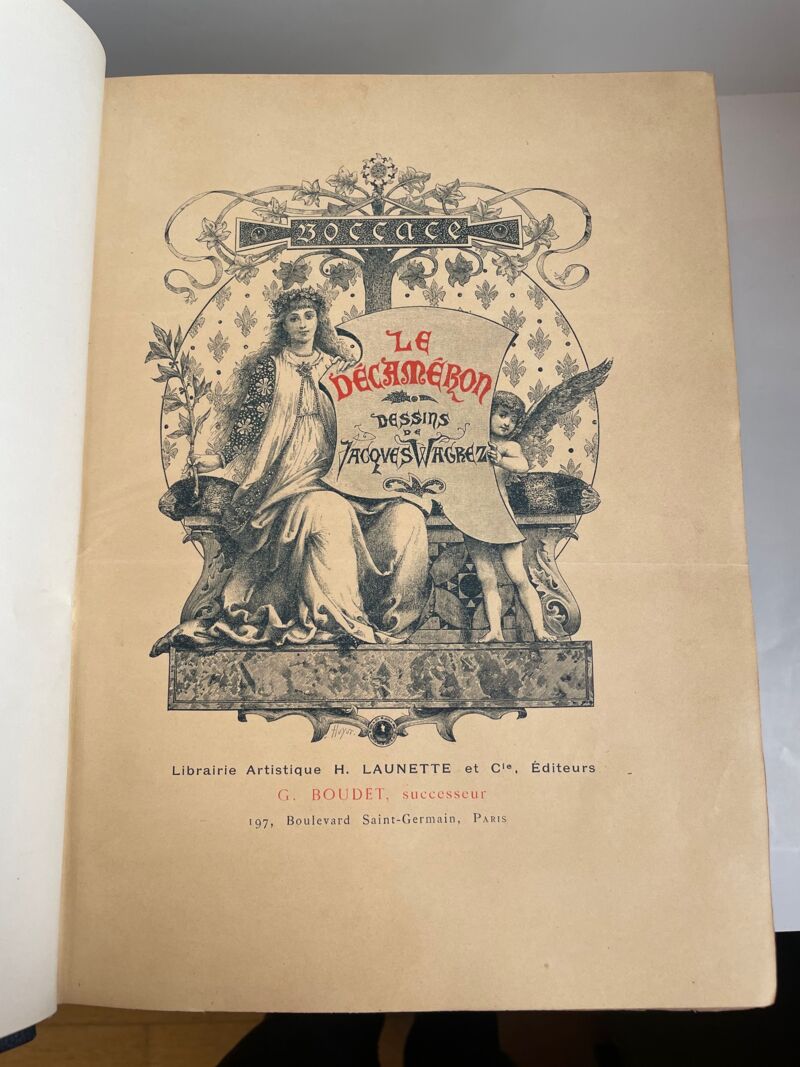 Boccace
LE
DÉCAMÉRON
DESSINS
DE
JACQUES WAGREZ
Huyot.
Librairie Artistique H. LAUNETTE et Cie, Éditeurs
G. BOUDET, successeur
197, Boulevard Saint-Germain, PARIS